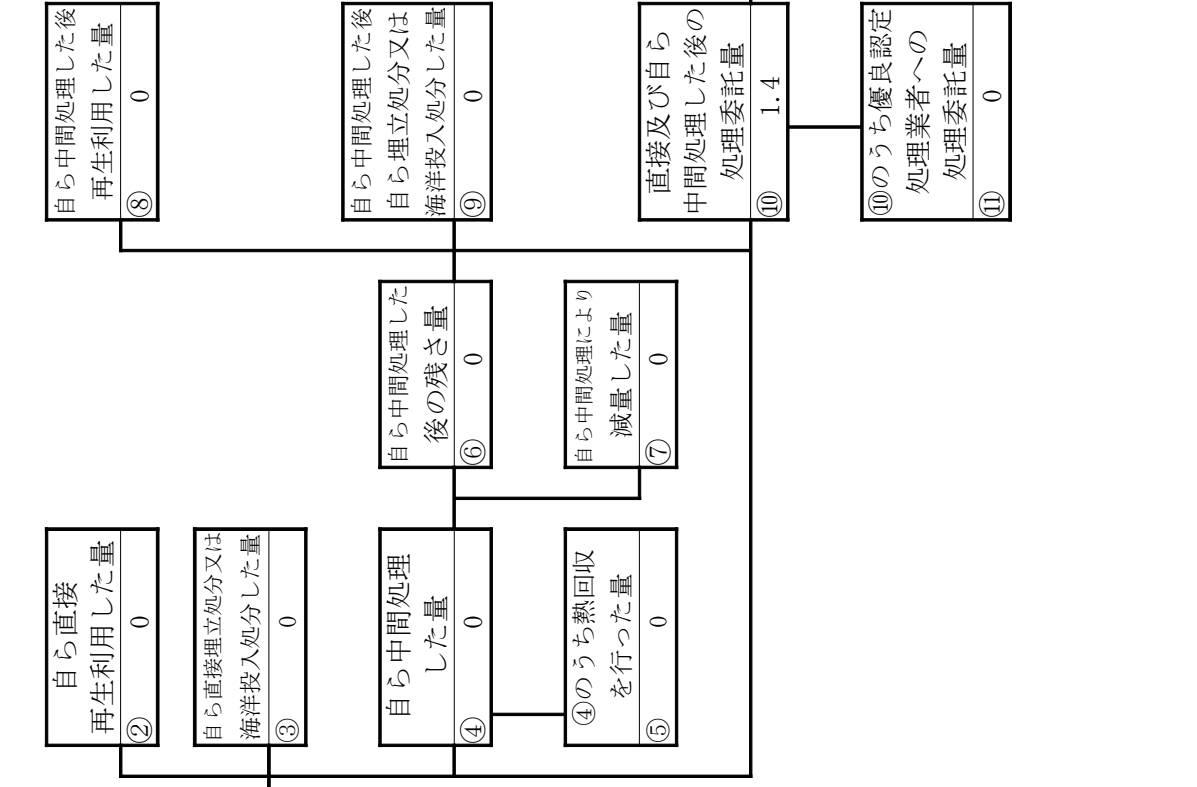 自ら直接
再生利用した量
② 0
自ら直接埋立処分又は
海洋投入処分した量
③ 0
自ら中間処理
した量
④ 0
④のうち熱回収
を行った量
⑤ 0
自ら中間処理した
後の残さ量
⑥ 0
自ら中間処理により
減量した量
⑦ 0
自ら中間処理した後
再生利用した量
⑧ 0
自ら中間処理した後
自ら埋立処分又は
海洋投入処分した量
⑨ 0
直接及び自ら
中間処理した後の
処理委託量
⑩ 1.4
⑩のうち優良認定
処理業者への
処理委託量
⑪ 0